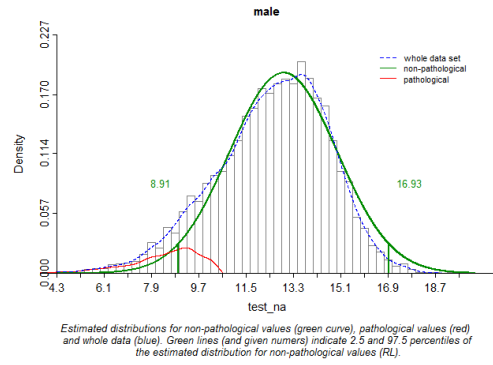 male
0.227
0.170
0.114
0.057
0.000
Density
whole data set
non-pathological
pathological
8.91
16.93
4.3 6.1 7.9 9.7 11.5 13.3 15.1 16.9 18.7
test_na
Estimated distributions for non-pathological values (green curve), pathological values (red)
and whole data (blue). Green lines (and given numers) indicate 2.5 and 97.5 percentiles of
the estimated distribution for non-pathological values (RL).